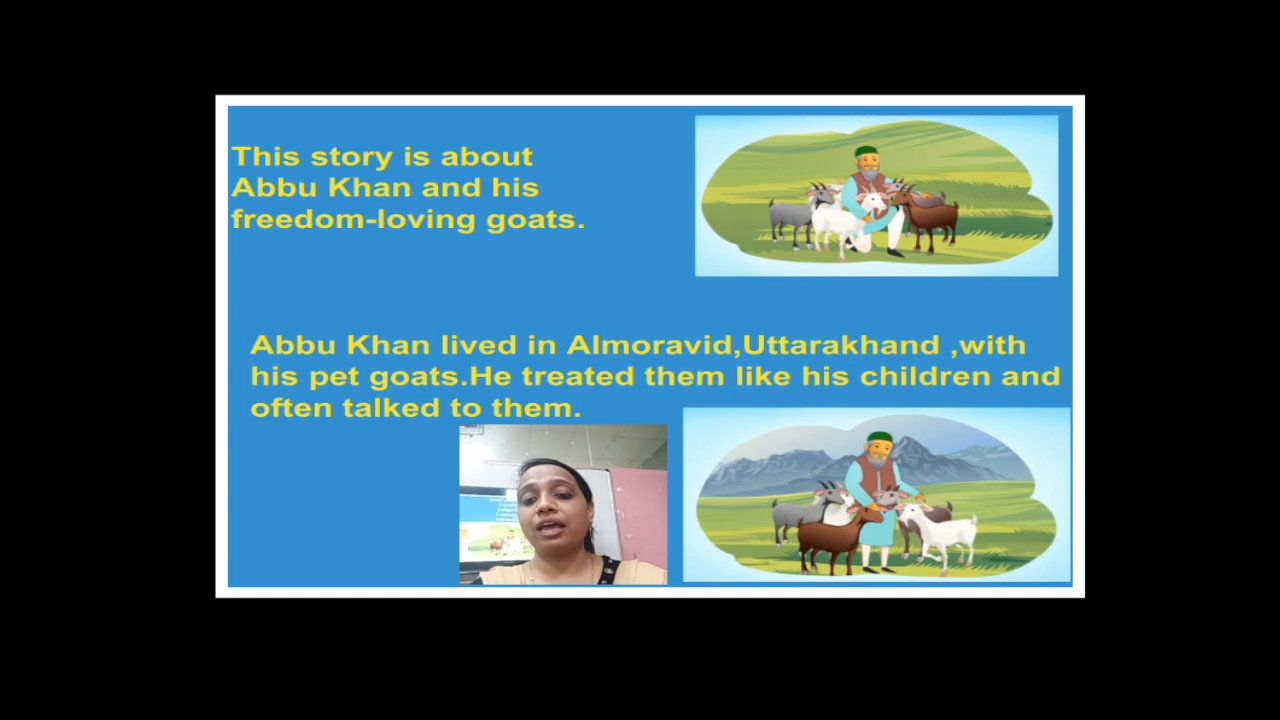 This story is about
Abbu Khan and his
freedom-loving goats.
Abbu Khan lived in Almoravid,Uttarakhand ,with
his pet goats.He treated them like his children and
often talked to them.